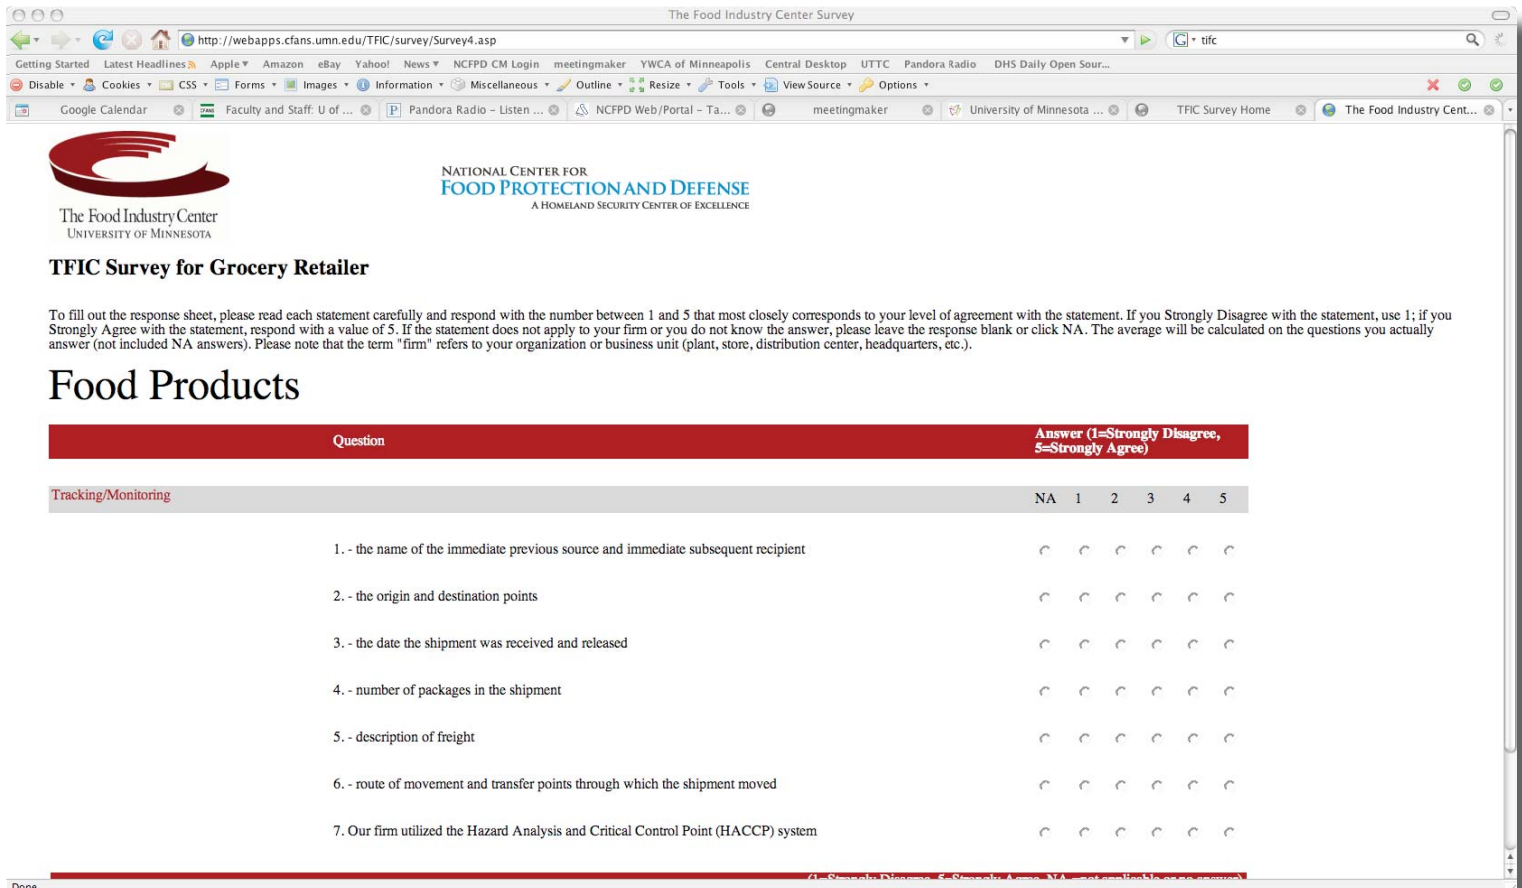 The Food Industry Center Survey
http://webapps.cfans.umn.edu/TFIC/survey/Survey4.asp
G tifc
Getting Started Latest Headlines Apple Amazon eBay Yahoo! News NCFPD CM Login meetingmaker YWCA of Minneapolis Central Desktop UTTC Pandora Radio DHS Daily Open Sour...
Disable Cookies CSS Forms Images Information Miscellaneous Outline Resize Tools View Source Options
Google Calendar Faculty and Staff: U of ... Pandora Radio – Listen ... NCFPD Web/Portal – Ta... meetingmaker University of Minnesota ... TFIC Survey Home The Food Industry Cent...
The Food Industry Center
UNIVERSITY OF MINNESOTA
NATIONAL CENTER FOR
FOOD PROTECTION AND DEFENSE
A HOMELAND SECURITY CENTER OF EXCELLENCE
TFIC Survey for Grocery Retailer
To fill out the response sheet, please read each statement carefully and respond with the number between 1 and 5 that most closely corresponds to your level of agreement with the statement. If you Strongly Disagree with the statement, use 1; if you
Strongly Agree with the statement, respond with a value of 5. If the statement does not apply to your firm or you do not know the answer, please leave the response blank or click NA. The average will be calculated on the questions you actually
answer (not included NA answers). Please note that the term "firm" refers to your organization or business unit (plant, store, distribution center, headquarters, etc.).
Food Products
Question
Answer (1=Strongly Disagree,
5=Strongly Agree)
Tracking/Monitoring NA 1 2 3 4 5
1. - the name of the immediate previous source and immediate subsequent recipient
2. - the origin and destination points
3. - the date the shipment was received and released
4. - number of packages in the shipment
5. - description of freight
6. - route of movement and transfer points through which the shipment moved
7. Our firm utilized the Hazard Analysis and Critical Control Point (HACCP) system
(1=Strongly Disagree, 5=Strongly Agree, NA =not applicable or no answer)
Done